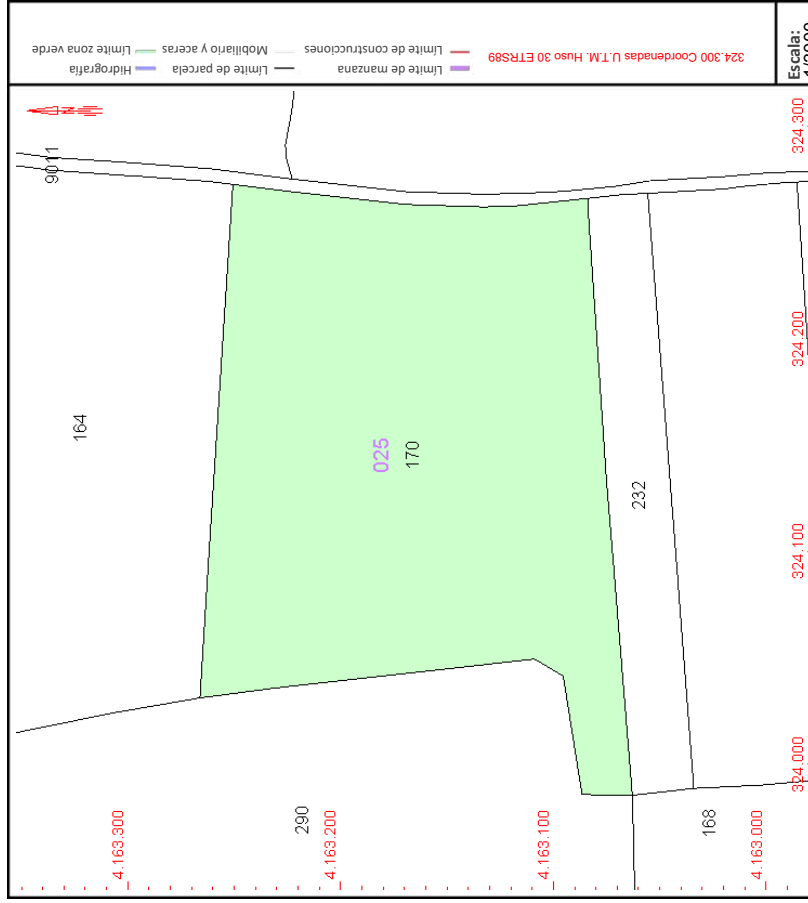 Límite de manzana
Límite de construcciones
Límite de parcela
Mobiliario y aceras
Hidrografía
Límite zona verde
324.300 Coordenadas U.T.M. Huso 30 ETRS89
Escala:
9011
164
025
170
232
290
168
4.163.300
4.163.200
4.163.100
4.163.000
324.300
324.200
324.100
324.000